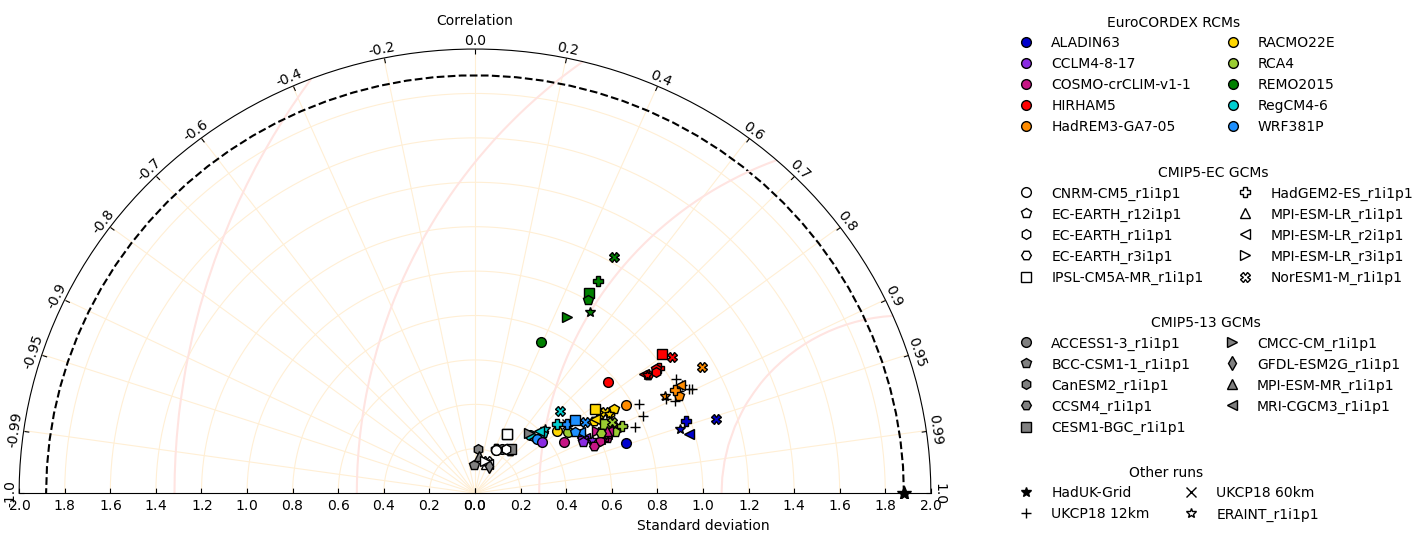 Correlation
-0.2 0.0 0.2
-0.4 0.4
-0.6 0.6
-0.7 0.7
-0.8 0.8
-0.9 0.9
-0.95 0.95
-0.99 0.99
-1.0 1.0
2.0 1.8 1.6 1.4 1.2 1.0 0.8 0.6 0.4 0.2 0.0 0.2 0.4 0.6 0.8 1.0 1.2 1.4 1.6 1.8 2.0
Standard deviation
EuroCORDEX RCMs
ALADIN63 RACMO22E
CCLM4-8-17 RCA4
COSMO-crCLIM-v1-1 REMO2015
HIRHAM5 RegCM4-6
HadREM3-GA7-05 WRF381P
CMIP5-EC GCMs
CNRM-CM5_r1i1p1 HadGEM2-ES_r1i1p1
EC-EARTH_r12i1p1 MPI-ESM-LR_r1i1p1
EC-EARTH_r1i1p1 MPI-ESM-LR_r2i1p1
EC-EARTH_r3i1p1 MPI-ESM-LR_r3i1p1
IPSL-CM5A-MR_r1i1p1 NorESM1-M_r1i1p1
CMIP5-13 GCMs
ACCESS1-3_r1i1p1 CMCC-CM_r1i1p1
BCC-CSM1-1_r1i1p1 GFDL-ESM2G_r1i1p1
CanESM2_r1i1p1 MPI-ESM-MR_r1i1p1
CCSM4_r1i1p1 MRI-CGCM3_r1i1p1
CESM1-BGC_r1i1p1
Other runs
HadUK-Grid UKCP18 60km
UKCP18 12km ERAINT_r1i1p1